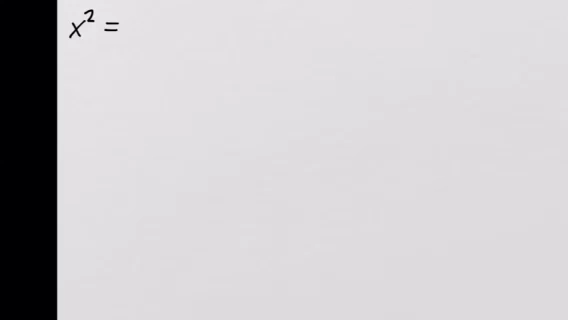 x² =